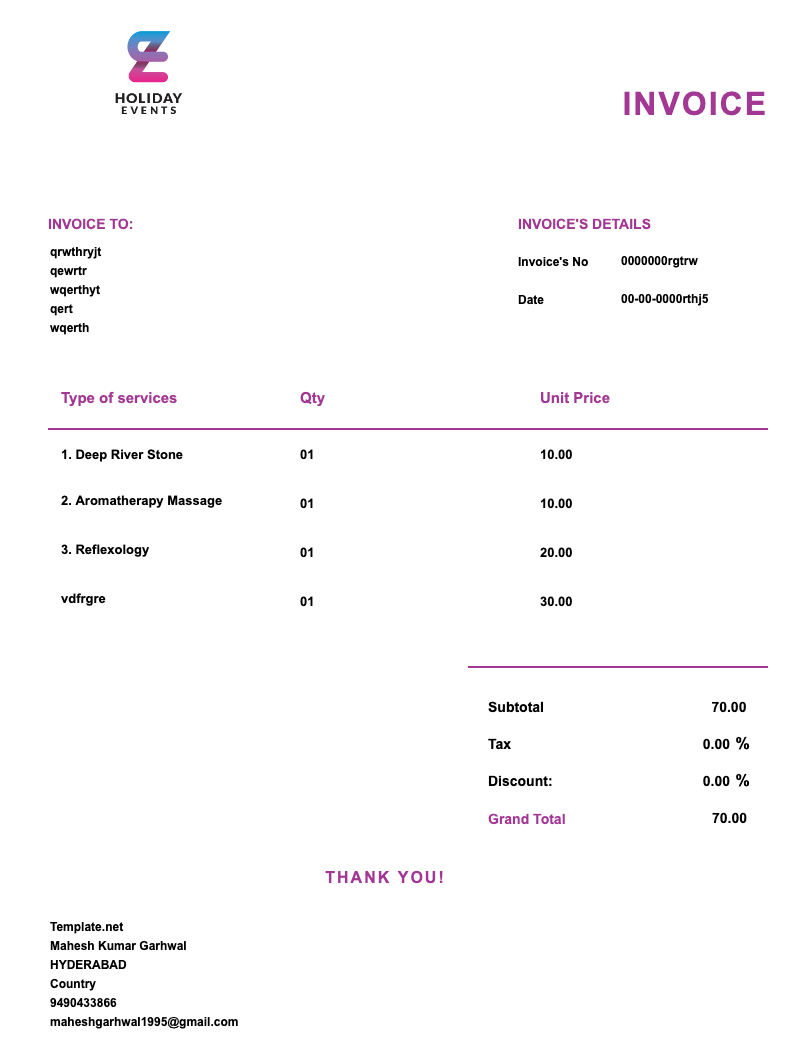 HOLIDAY
EVENTS
INVOICE
INVOICE TO:
qrwthryjt
qewrtr
wqerthyt
qert
wqerth
INVOICE'S DETAILS
Invoice's No 0000000rgtrw
Date 00-00-0000rthj5
Type of services Qty Unit Price
1. Deep River Stone 01 10.00
2. Aromatherapy Massage 01 10.00
3. Reflexology 01 20.00
vdfrgre 01 30.00
Subtotal 70.00
Tax 0.00 %
Discount: 0.00 %
Grand Total 70.00
THANK YOU!
Template.net
Mahesh Kumar Garhwal
HYDERABAD
Country
9490433866
maheshgarhwal1995@gmail.com